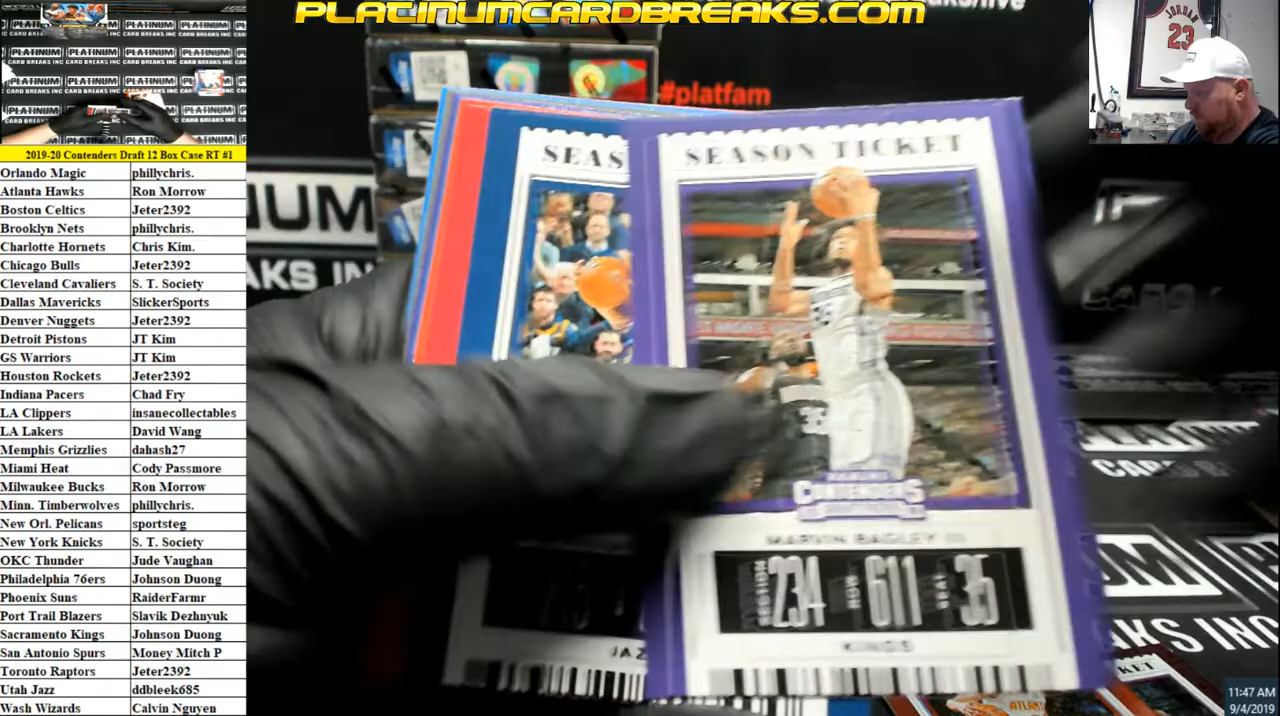 PLATINUMCARDBREAKS.COM
#platfam
JORDAN
23
2019-20 Contenders Draft 12 Box Case RT #1
Orlando Magic phillychris.
Atlanta Hawks Ron Morrow
Boston Celtics Jeter2392
Brooklyn Nets phillychris.
Charlotte Hornets Chris Kim.
Chicago Bulls Jeter2392
Cleveland Cavaliers S. T. Society
Dallas Mavericks SlickerSports
Denver Nuggets Jeter2392
Detroit Pistons JT Kim
GS Warriors JT Kim
Houston Rockets Jeter2392
Indiana Pacers Chad Fry
LA Clippers insanecollectables
LA Lakers David Wang
Memphis Grizzlies dahash27
Miami Heat Cody Passmore
Milwaukee Bucks Ron Morrow
Minn. Timberwolves phillychris.
New Orl. Pelicans sportsteg
New York Knicks S. T. Society
OKC Thunder Jude Vaughan
Philadelphia 76ers Johnson Duong
Phoenix Suns RaiderFarmr
Port Trail Blazers Slavik Dezhnyuk
Sacramento Kings Johnson Duong
San Antonio Spurs Money Mitch P
Toronto Raptors Jeter2392
Utah Jazz ddbleek685
Wash Wizards Calvin Nguyen
SEAS
SEASON TICKET
CONTENDERS
MARVIN BAGLEY III
234 611 35
KINGS
JAZ
11:47 AM
9/4/2019